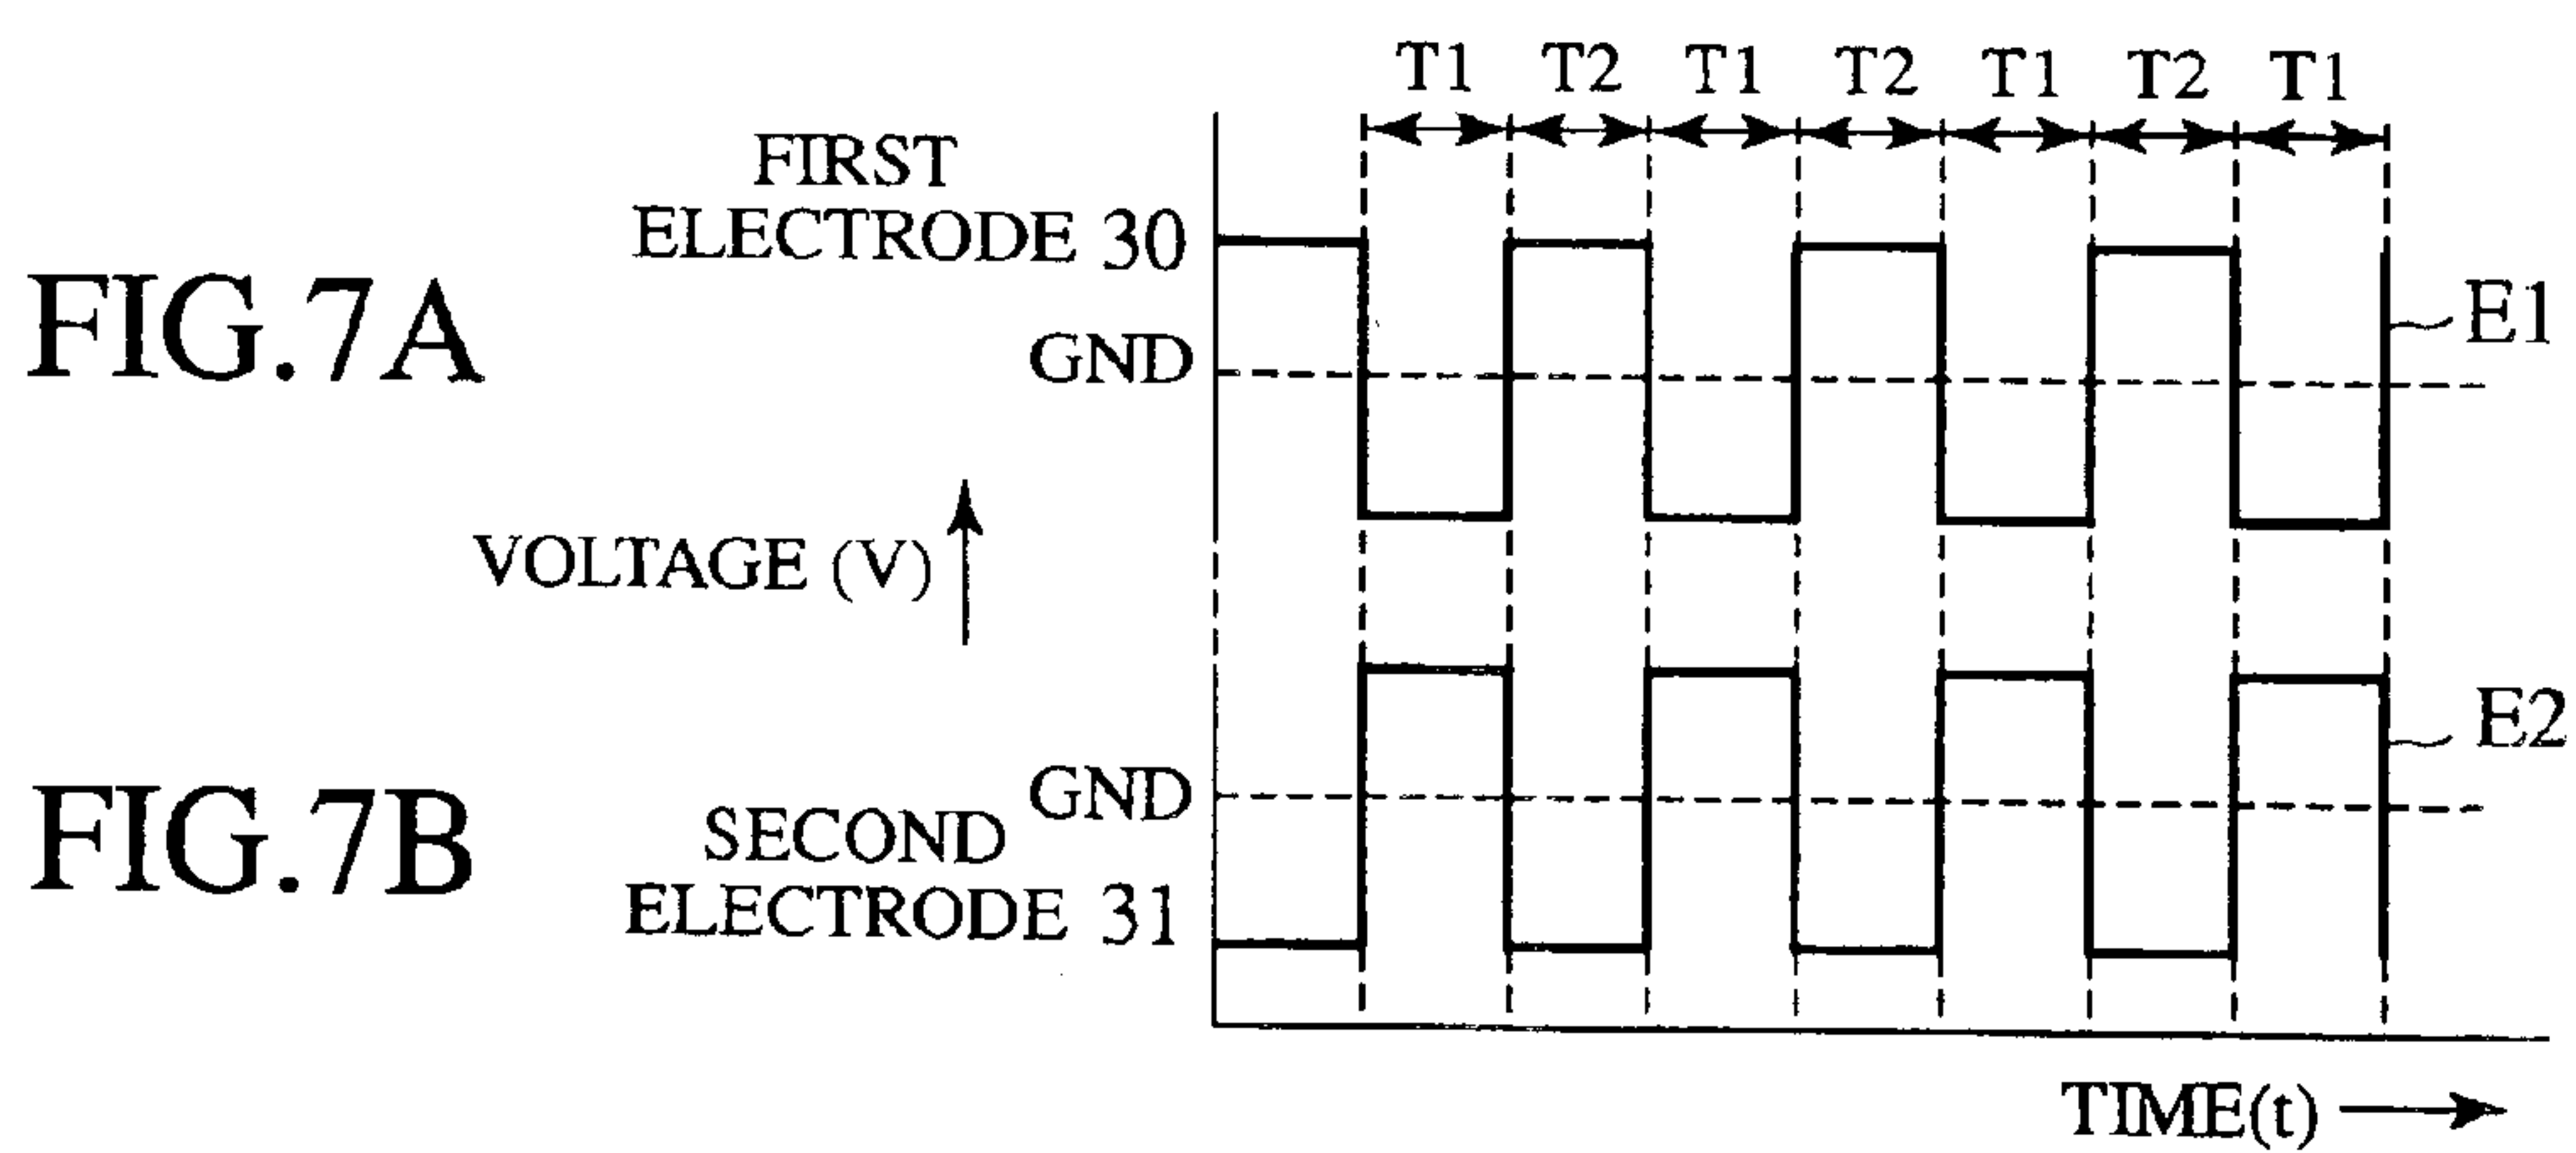 T1 T2 T1 T2 T1 T2 T1
FIRST
ELECTRODE 30
FIG.7A
GND
E1
VOLTAGE (V)
E2
FIG.7B
GND
SECOND
ELECTRODE 31
TIME(t)